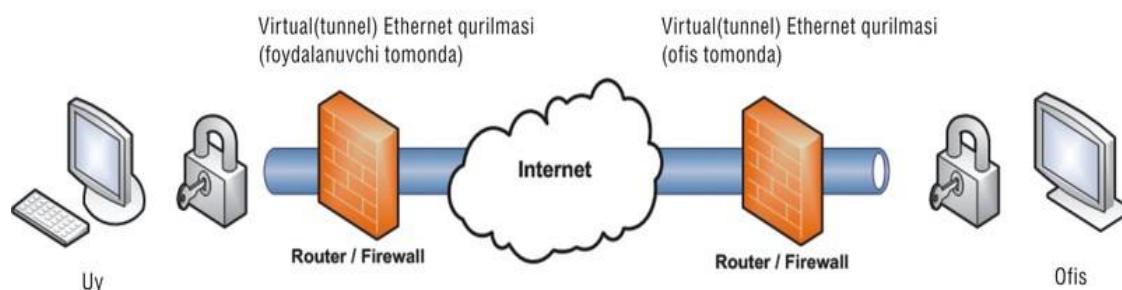 Virtual(tunnel) Ethernet qurilmasi
(foydalanuvchi tomonda)
Virtual(tunnel) Ethernet qurilmasi
(ofis tomonda)
Internet
Router / Firewall
Router / Firewall
Uy
Ofis